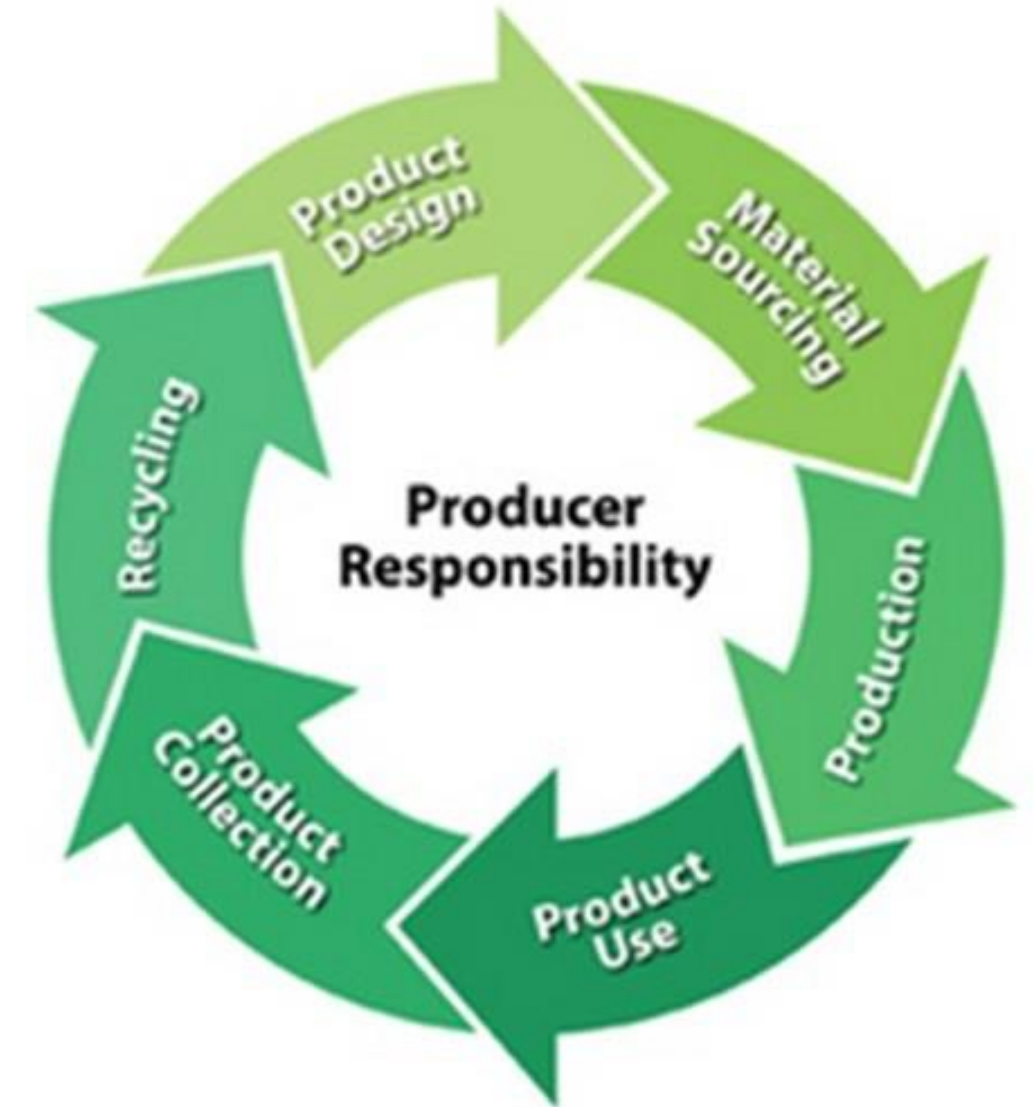 Product
Design
Material
Sourcing
Production
Product
Use
Product
Collection
Recycling
Producer
Responsibility